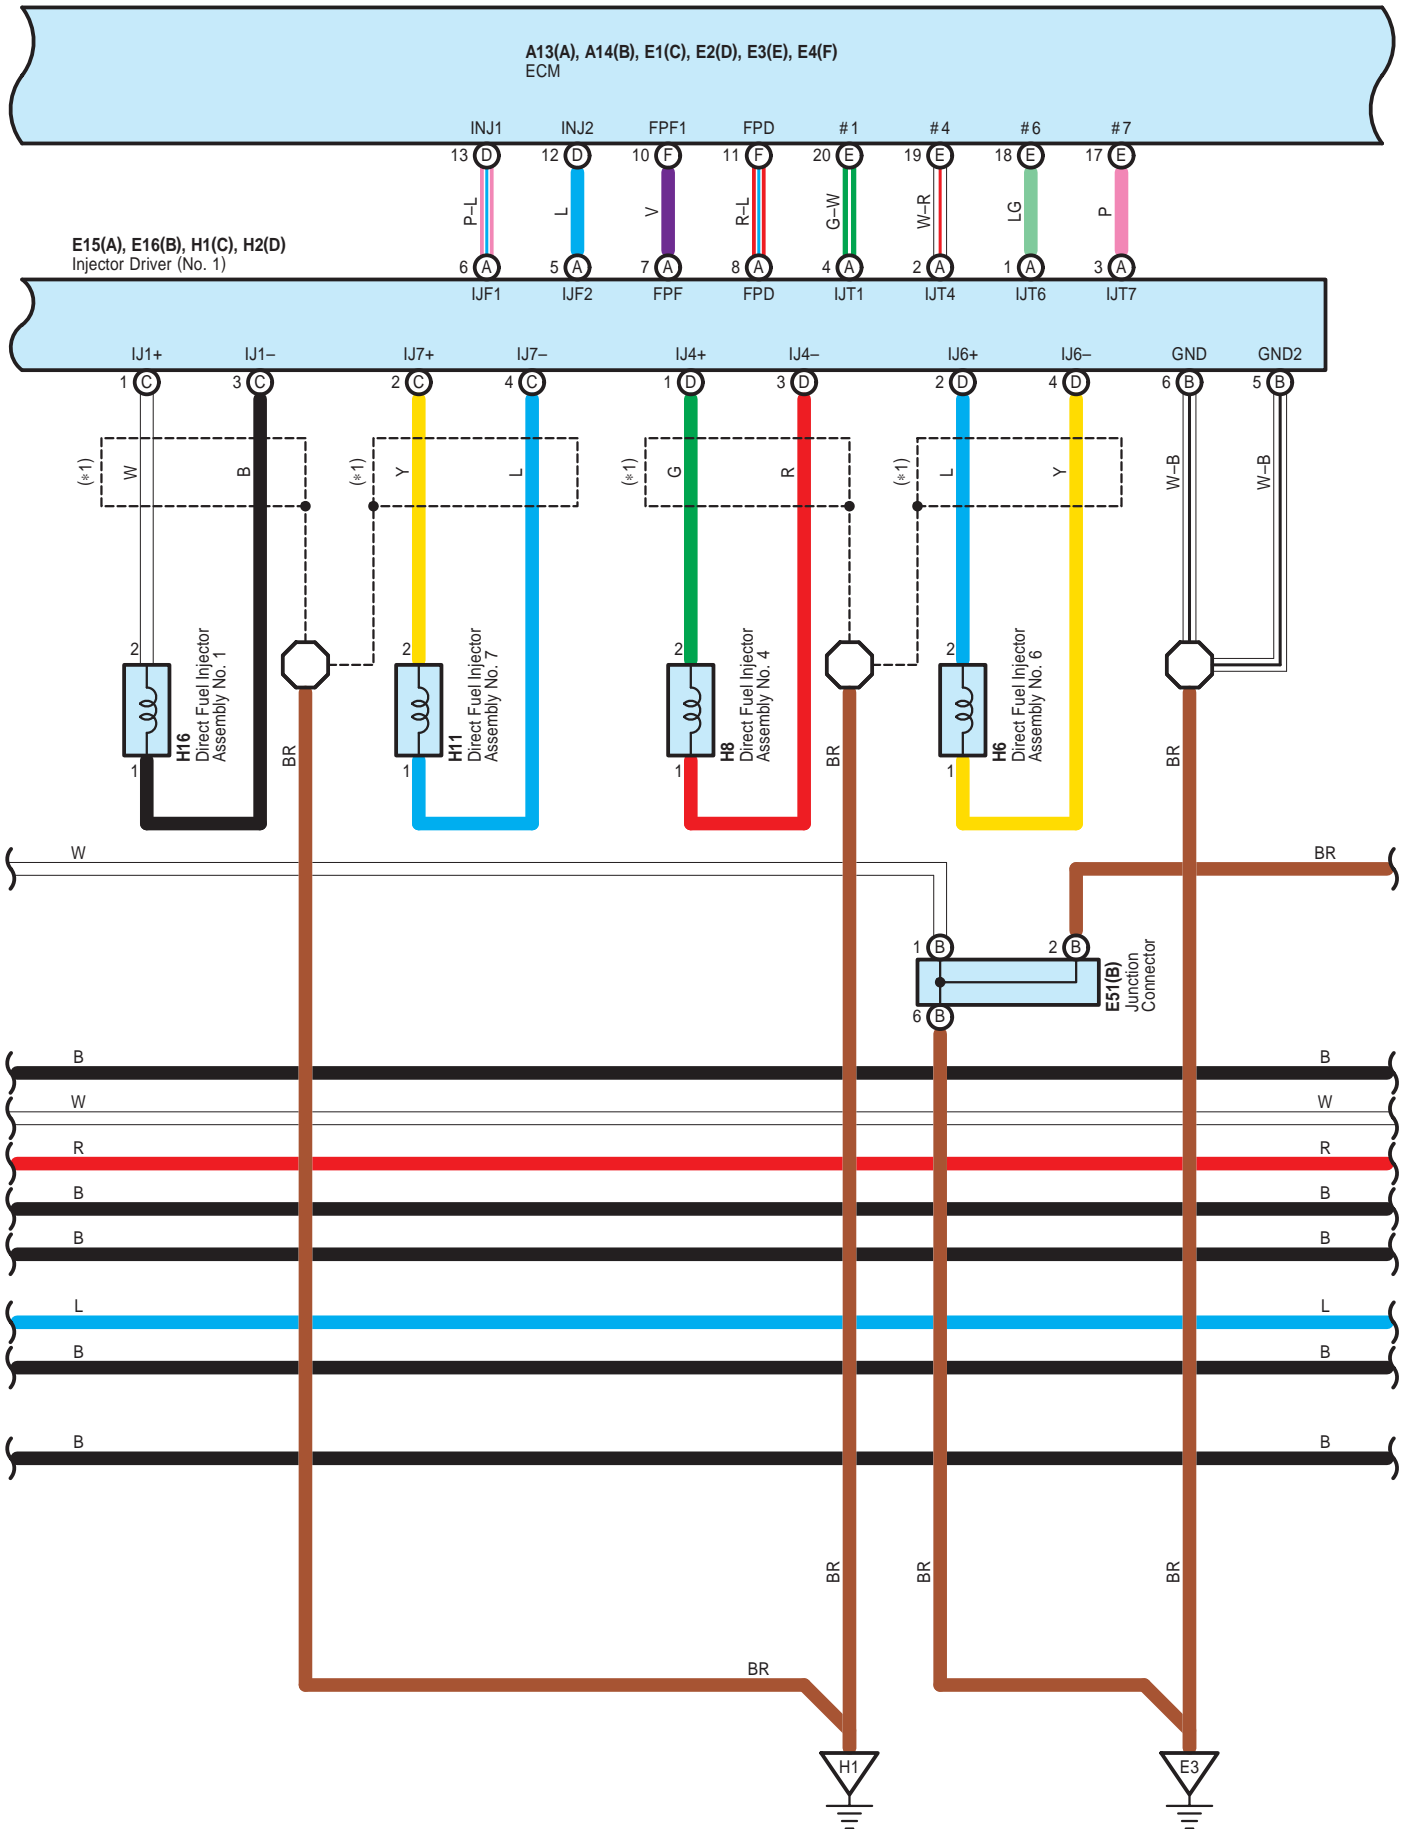 A13(A), A14(B), E1(C), E2(D), E3(E), E4(F)
ECM
INJ1 INJ2 FPF1 FPD #1 #4 #6 #7
13 D 12 D 10 F 11 F 20 E 19 E 18 E 17 E
P–L L V R–L G–W W–R LG P
E15(A), E16(B), H1(C), H2(D)
Injector Driver (No. 1)
6 A 5 A 7 A 8 A 4 A 2 A 1 A 3 A
IJF1 IJF2 FPF FPD IJT1 IJT4 IJT6 IJT7
IJ1+ IJ1– IJ7+ IJ7– IJ4+ IJ4– IJ6+ IJ6– GND GND2
1 C 3 C 2 C 4 C 1 D 3 D 2 D 4 D 6 B 5 B
(*1) W B (*1) Y L (*1) G R (*1) L Y W–B W–B
2 2 2 2
H16
Direct Fuel Injector
Assembly No. 1
H11
Direct Fuel Injector
Assembly No. 7
H8
Direct Fuel Injector
Assembly No. 4
H6
Direct Fuel Injector
Assembly No. 6
1 BR 1 1 BR 1 BR
W BR
1 B 2 B
E51(B)
Junction
Connector
6 B
B B
W W
R R
B B
B B
L L
B B
B B
BR BR BR
BR
H1 E3